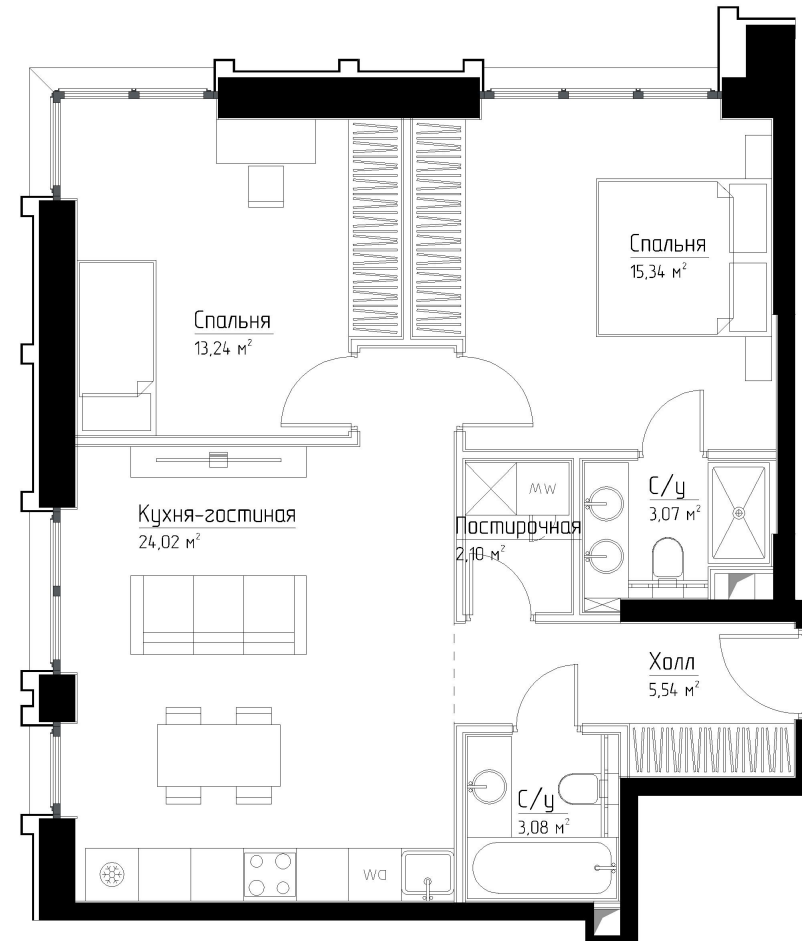 Спальня
15,34 м²
Спальня
13,24 м²
MW
С/у
3,07 м²
Кухня-гостиная
24,02 м²
Постирочная
2,10 м²
Холл
5,54 м²
С/у
3,08 м²
DW